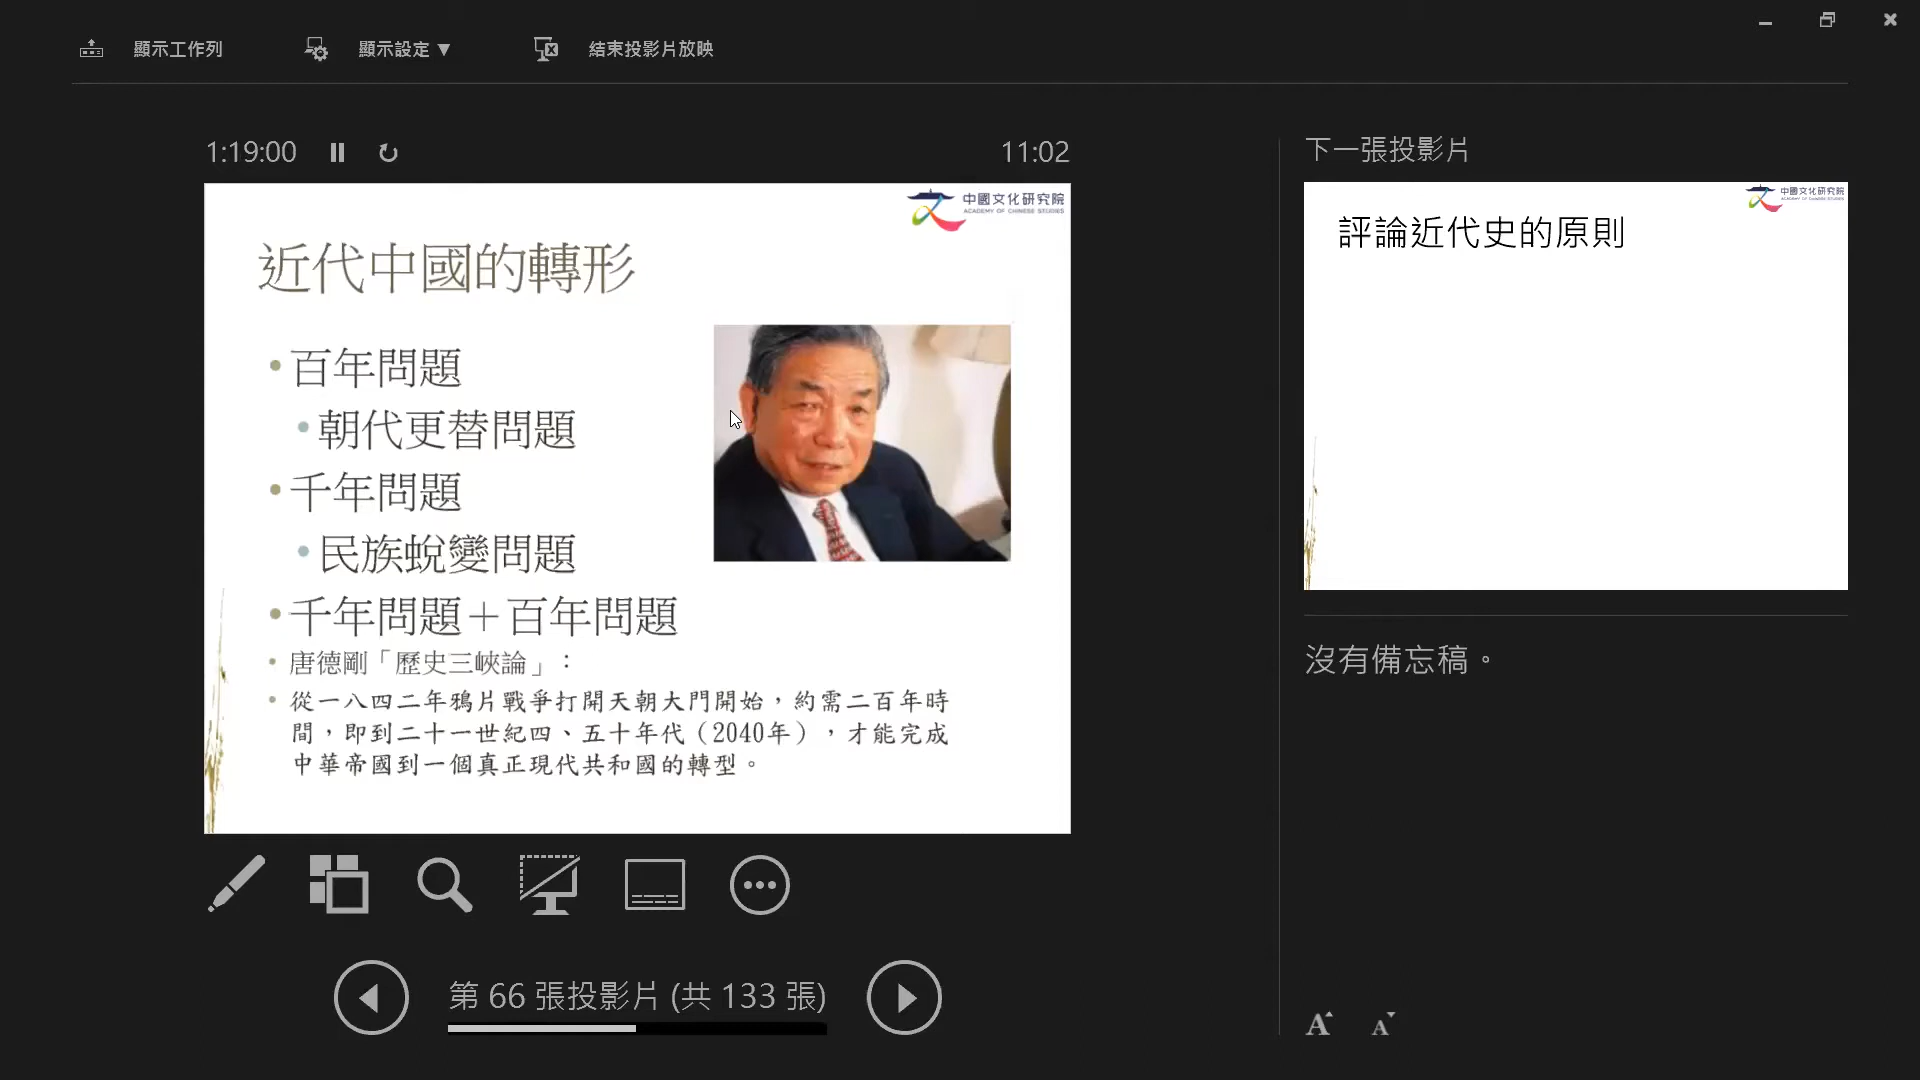 顯示工作列
顯示設定 ▼
結束投影片放映
1:19:00
11:02
中國文化研究院
ACADEMY OF CHINESE STUDIES
近代中國的轉形
•百年問題
•朝代更替問題
•千年問題
•民族蛻變問題
•千年問題＋百年問題
•唐德剛「歷史三峽論」：
•從一八四二年鴉片戰爭打開天朝大門開始，約需二百年時
間，即到二十一世紀四、五十年代（2040年），才能完成
中華帝國到一個真正現代共和國的轉型。
第 66 張投影片 (共 133 張)
下一張投影片
中國文化研究院
ACADEMY OF CHINESE STUDIES
評論近代史的原則
沒有備忘稿。
A A